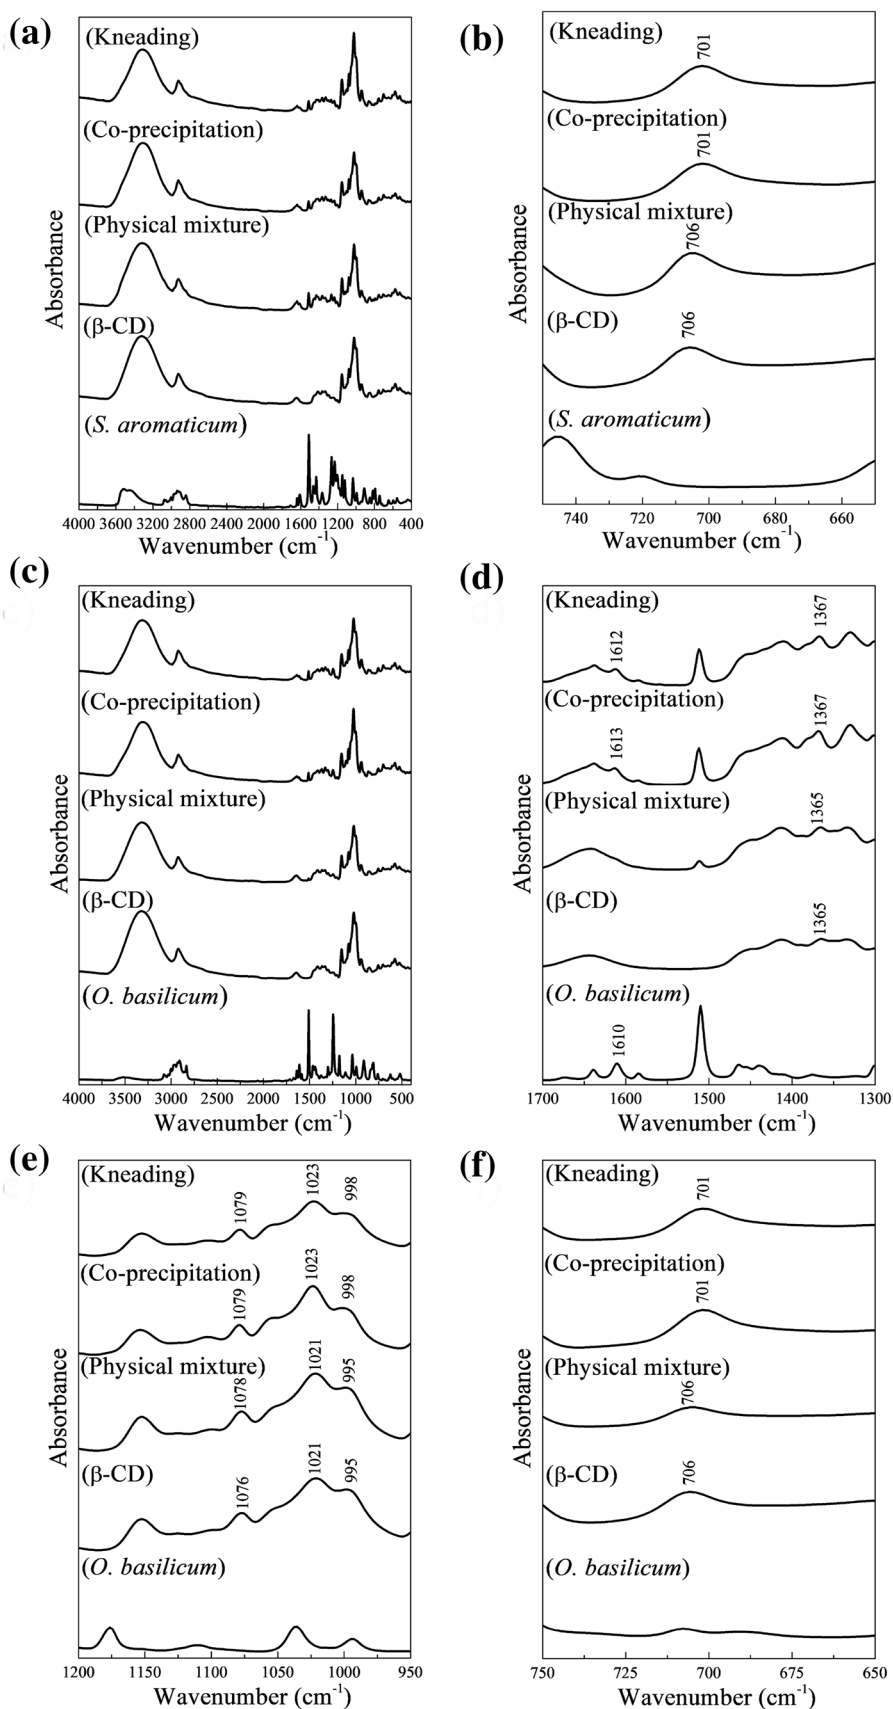 (a)
(Kneading)
(Co-precipitation)
(Physical mixture)
(β-CD)
(S. aromaticum)
Absorbance
4000 3600 3200 2800 2400 2000 1600 1200 800 400
Wavenumber (cm-1)
(b)
(Kneading)
701
(Co-precipitation)
701
(Physical mixture)
706
(β-CD)
706
(S. aromaticum)
Absorbance
740 720 700 680 660
Wavenumber (cm-1)
(c)
(Kneading)
(Co-precipitation)
(Physical mixture)
(β-CD)
(O. basilicum)
Absorbance
4000 3500 3000 2500 2000 1500 1000 500
Wavenumber (cm-1)
(d)
(Kneading)
1612 1367
(Co-precipitation)
1613 1367
(Physical mixture)
1365
(β-CD)
1365
(O. basilicum)
1610
Absorbance
1700 1600 1500 1400 1300
Wavenumber (cm-1)
(e)
(Kneading)
1079 1023 998
(Co-precipitation)
1079 1023 998
(Physical mixture)
1078 1021 995
(β-CD)
1076 1021 995
(O. basilicum)
Absorbance
1200 1150 1100 1050 1000 950
Wavenumber (cm-1)
(f)
(Kneading)
701
(Co-precipitation)
701
(Physical mixture)
706
(β-CD)
706
(O. basilicum)
Absorbance
750 725 700 675 650
Wavenumber (cm-1)